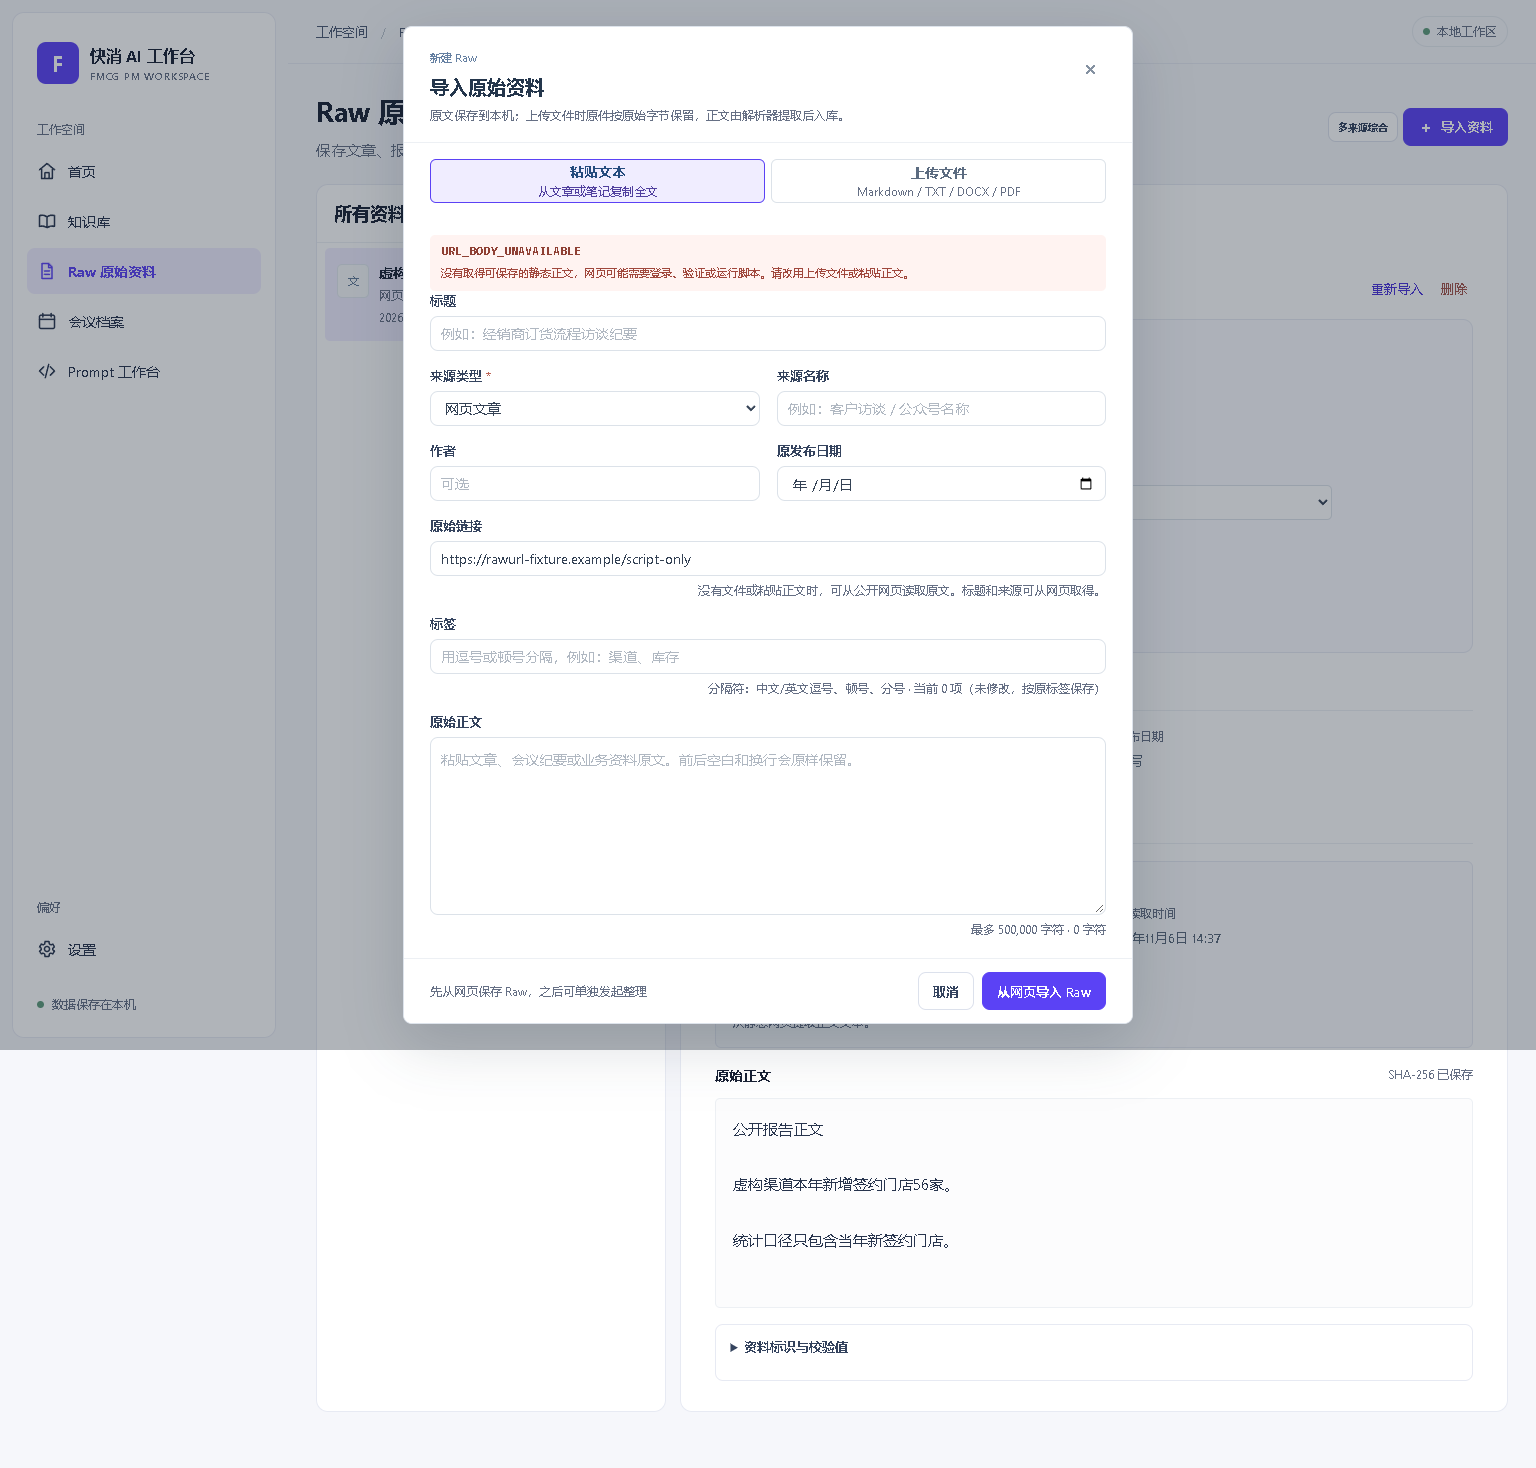 F
快消 AI 工作台
FMCG PM WORKSPACE
工作空间
首页
知识库
Raw 原始资料
会议档案
Prompt 工作台
偏好
设置
数据保存在本机
工作空间 /
本地工作区
Raw 原
保存文章、报
多来源综合
+ 导入资料
所有资料
文
虚构
网页
2026
重新导入 删除
布日期
写
读取时间
年11月6日 14:37
新建 Raw
导入原始资料
原文保存到本机；上传文件时原件按原始字节保留，正文由解析器提取后入库。
×
粘贴文本
从文章或笔记复制全文
上传文件
Markdown / TXT / DOCX / PDF
URL_BODY_UNAVAILABLE
没有取得可保存的静态正文，网页可能需要登录、验证或运行脚本。请改用上传文件或粘贴正文。
标题
例如：经销商订货流程访谈纪要
来源类型 *
网页文章
来源名称
例如：客户访谈 / 公众号名称
作者
可选
原发布日期
年 /月/日
原始链接
https://rawurl-fixture.example/script-only
没有文件或粘贴正文时，可从公开网页读取原文。标题和来源可从网页取得。
标签
用逗号或顿号分隔，例如：渠道、库存
分隔符：中文/英文逗号、顿号、分号 · 当前 0 项（未修改，按原标签保存）
原始正文
粘贴文章、会议纪要或业务资料原文。前后空白和换行会原样保留。
最多 500,000 字符 · 0 字符
先从网页保存 Raw，之后可单独发起整理
取消
从网页导入 Raw
原始正文
SHA-256 已保存
公开报告正文
虚构渠道本年新增签约门店56家。
统计口径只包含当年新签约门店。
资料标识与校验值